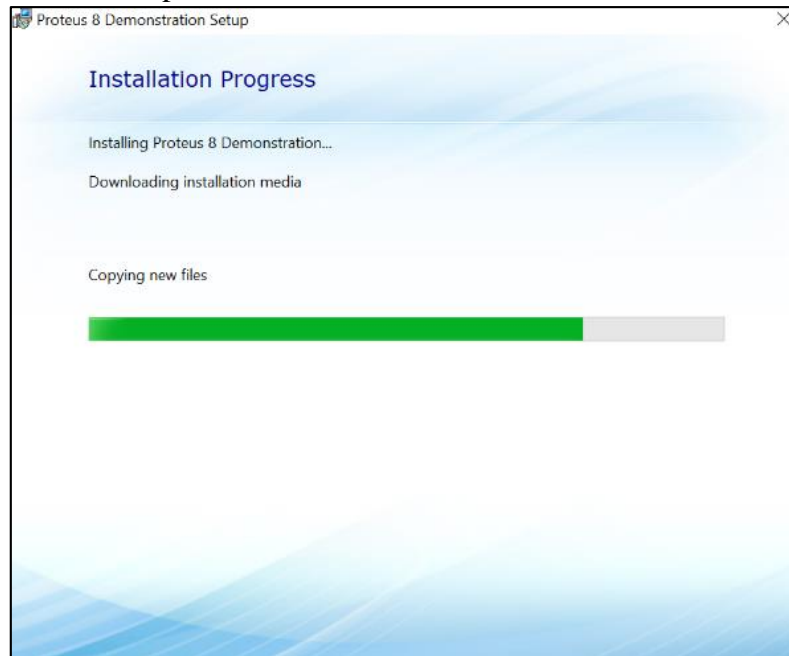 Proteus 8 Demonstration Setup
Installation Progress
Installing Proteus 8 Demonstration...
Downloading installation media
Copying new files